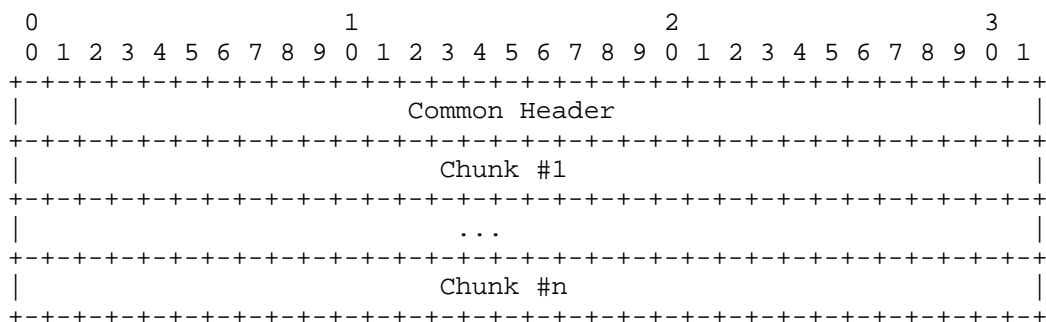 0                   1                   2                   3
 0 1 2 3 4 5 6 7 8 9 0 1 2 3 4 5 6 7 8 9 0 1 2 3 4 5 6 7 8 9 0 1
+-+-+-+-+-+-+-+-+-+-+-+-+-+-+-+-+-+-+-+-+-+-+-+-+-+-+-+-+-+-+-+-+
|                        Common Header                          |
+-+-+-+-+-+-+-+-+-+-+-+-+-+-+-+-+-+-+-+-+-+-+-+-+-+-+-+-+-+-+-+-+
|                          Chunk #1                             |
+-+-+-+-+-+-+-+-+-+-+-+-+-+-+-+-+-+-+-+-+-+-+-+-+-+-+-+-+-+-+-+-+
|                           ...                                 |
+-+-+-+-+-+-+-+-+-+-+-+-+-+-+-+-+-+-+-+-+-+-+-+-+-+-+-+-+-+-+-+-+
|                          Chunk #n                             |
+-+-+-+-+-+-+-+-+-+-+-+-+-+-+-+-+-+-+-+-+-+-+-+-+-+-+-+-+-+-+-+-+